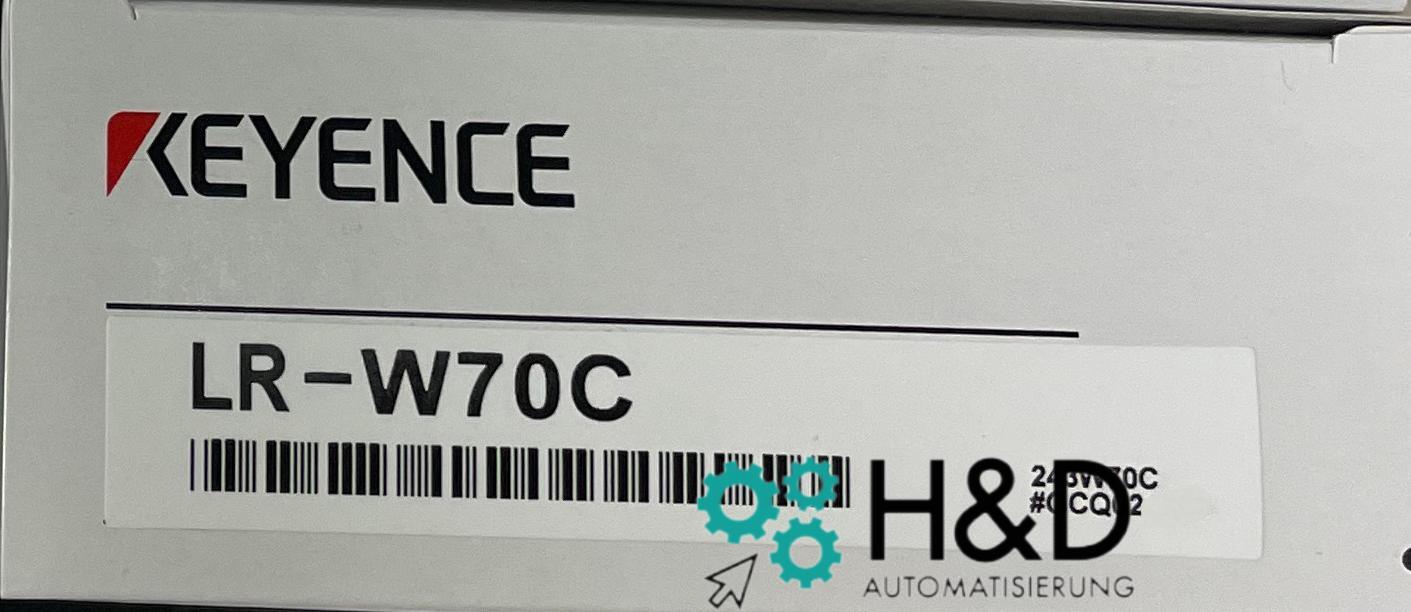 KEYENCE
LR-W70C
H&D
AUTOMATISIERUNG